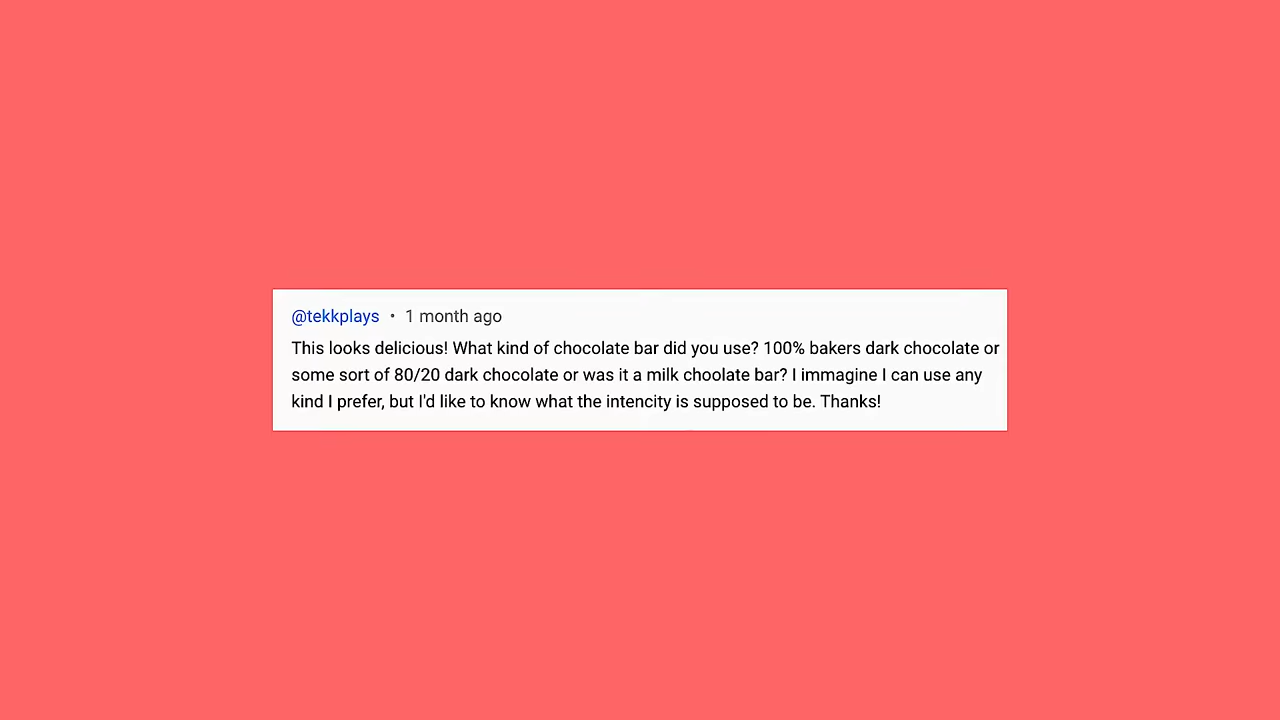 @tekkplays • 1 month ago
This looks delicious! What kind of chocolate bar did you use? 100% bakers dark chocolate or
some sort of 80/20 dark chocolate or was it a milk choolate bar? I immagine I can use any
kind I prefer, but I'd like to know what the intencity is supposed to be. Thanks!